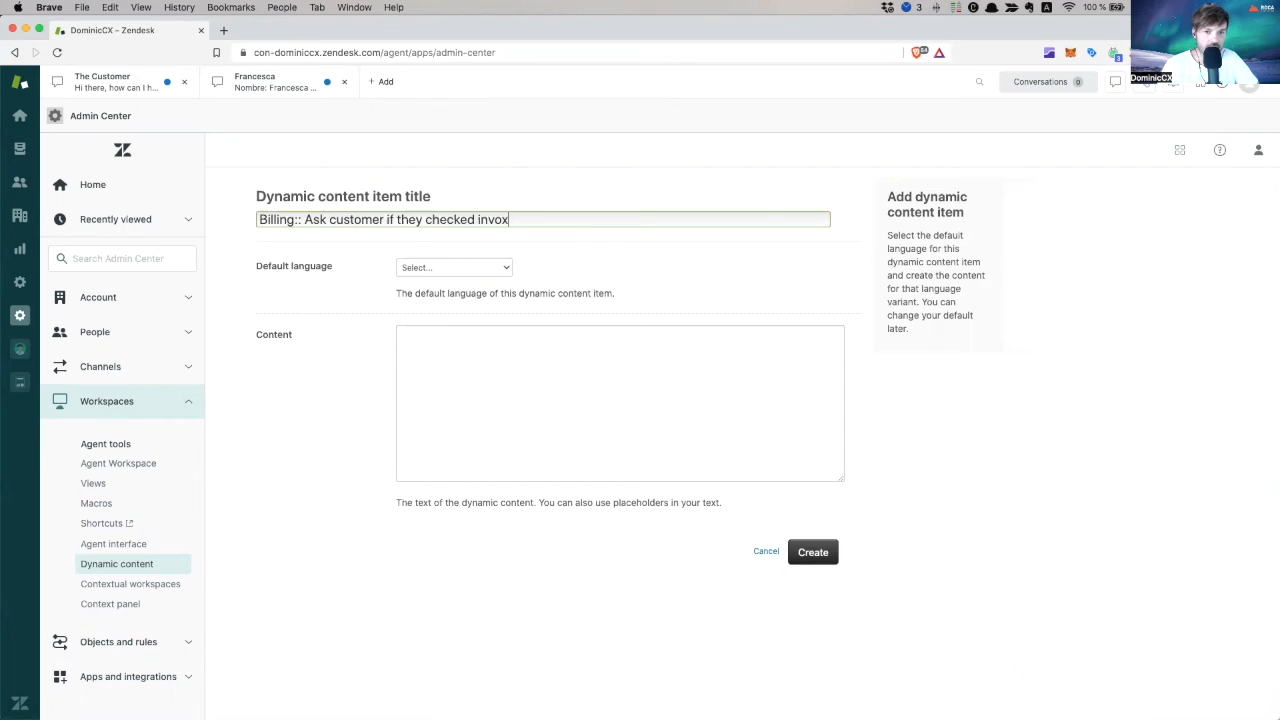 Brave File Edit View History Bookmarks People Tab Window Help
3
A
100 %
DominicCX – Zendesk
con-dominiccx.zendesk.com/agent/apps/admin-center
ROCA
DominicCX
The Customer
Hi there, how can I h...
Francesca
Nombre: Francesca ...
+ Add
Conversations 0
Admin Center
Home
Recently viewed
Search Admin Center
Account
People
Channels
Workspaces
Agent tools
Agent Workspace
Views
Macros
Shortcuts
Agent interface
Dynamic content
Contextual workspaces
Context panel
Objects and rules
Apps and integrations
Dynamic content item title
Billing:: Ask customer if they checked invox
Default language
Select...
The default language of this dynamic content item.
Content
The text of the dynamic content. You can also use placeholders in your text.
Cancel
Create
Add dynamic
content item
Select the default
language for this
dynamic content item
and create the content
for that language
variant. You can
change your default
later.